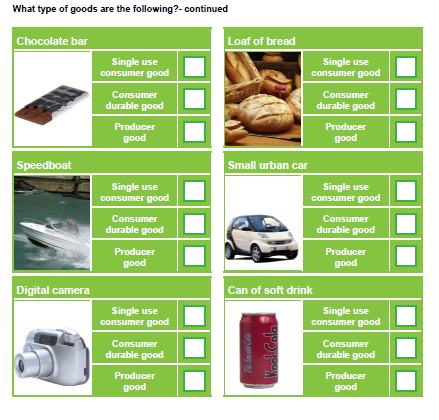 What type of goods are the following?- continued
Chocolate bar
Single use
consumer good
Consumer
durable good
Producer
good
Loaf of bread
Single use
consumer good
Consumer
durable good
Producer
good
Speedboat
Single use
consumer good
Consumer
durable good
Producer
good
Small urban car
Single use
consumer good
Consumer
durable good
Producer
good
Digital camera
Single use
consumer good
Consumer
durable good
Producer
good
Can of soft drink
Kool Cola
Single use
consumer good
Consumer
durable good
Producer
good